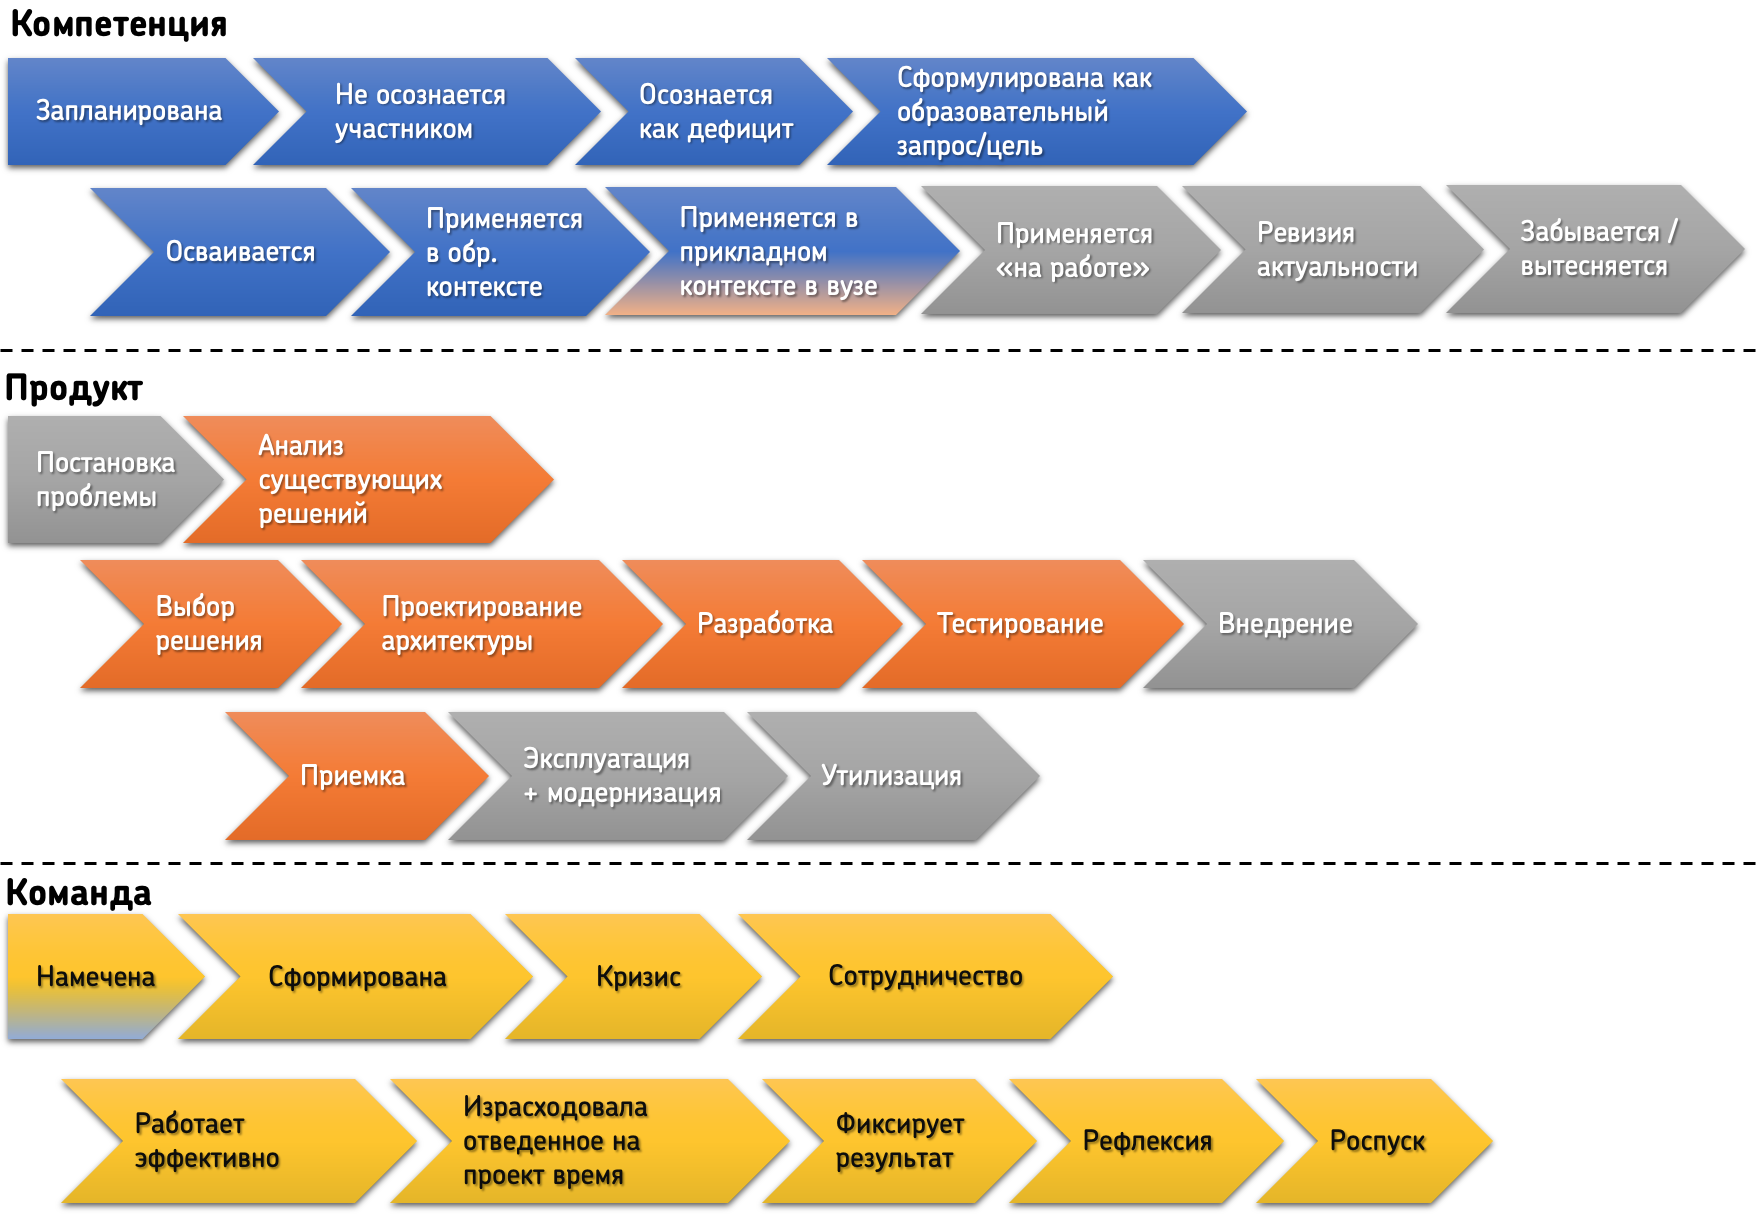 Компетенция
Запланирована
Не осознается
участником
Осознается
как дефицит
Сформулирована как
образовательный
запрос/цель
Осваивается
Применяется
в обр.
контексте
Применяется в
прикладном
контексте в вузе
Применяется
«на работе»
Ревизия
актуальности
Забывается /
вытесняется
Продукт
Постановка
проблемы
Анализ
существующих
решений
Выбор
решения
Проектирование
архитектуры
Разработка
Тестирование
Внедрение
Приемка
Эксплуатация
+ модернизация
Утилизация
Команда
Намечена
Сформирована
Кризис
Сотрудничество
Работает
эффективно
Израсходовала
отведенное на
проект время
Фиксирует
результат
Рефлексия
Роспуск